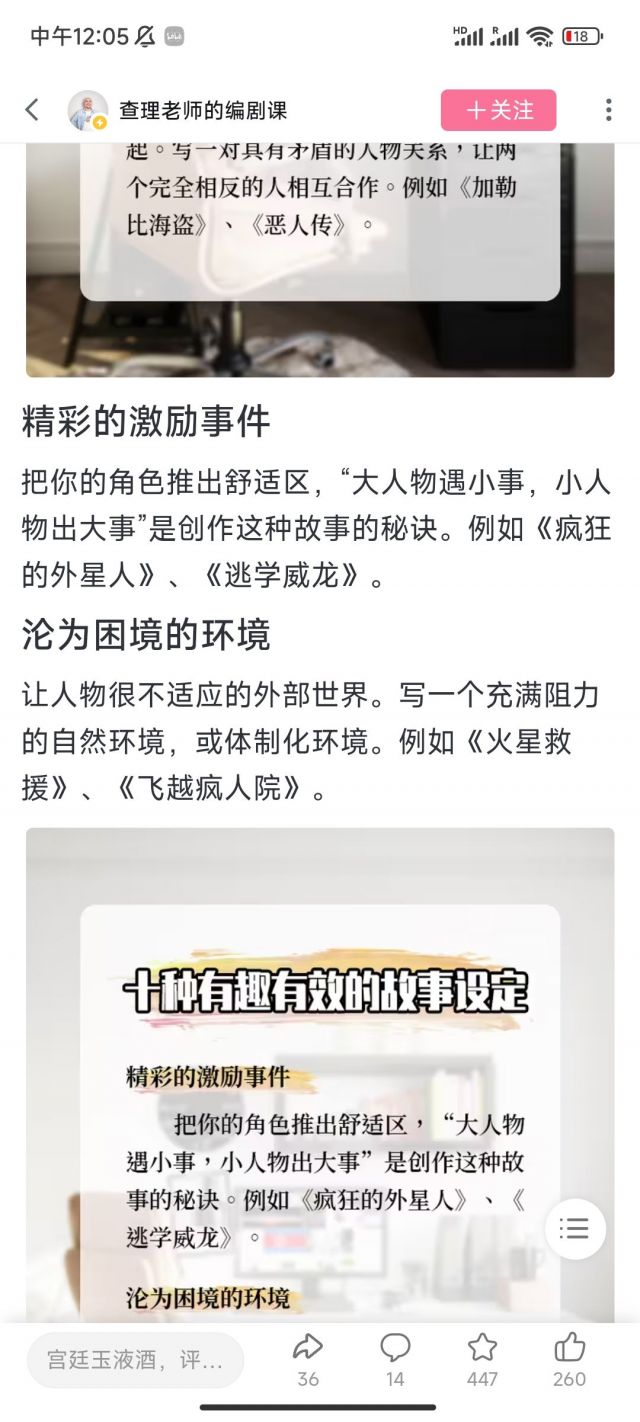 中午12:05
HD
R
18
查理老师的编剧课
十关注
起。写一对具有矛盾的人物关系，让两
个完全相反的人相互合作。例如《加勒
比海盗》、《恶人传》。
精彩的激励事件
把你的角色推出舒适区，“大人物遇小事，小人
物出大事”是创作这种故事的秘诀。例如《疯狂
的外星人》、《逃学威龙》。
沦为困境的环境
让人物很不适应的外部世界。写一个充满阻力
的自然环境，或体制化环境。例如《火星救
援》、《飞越疯人院》。
十种有趣有效的故事设定
精彩的激励事件
把你的角色推出舒适区，“大人物
遇小事，小人物出大事”是创作这种故
事的秘诀。例如《疯狂的外星人》、《
逃学威龙》。
沦为困境的环境
宫廷玉液酒，评...
36
14
447
260